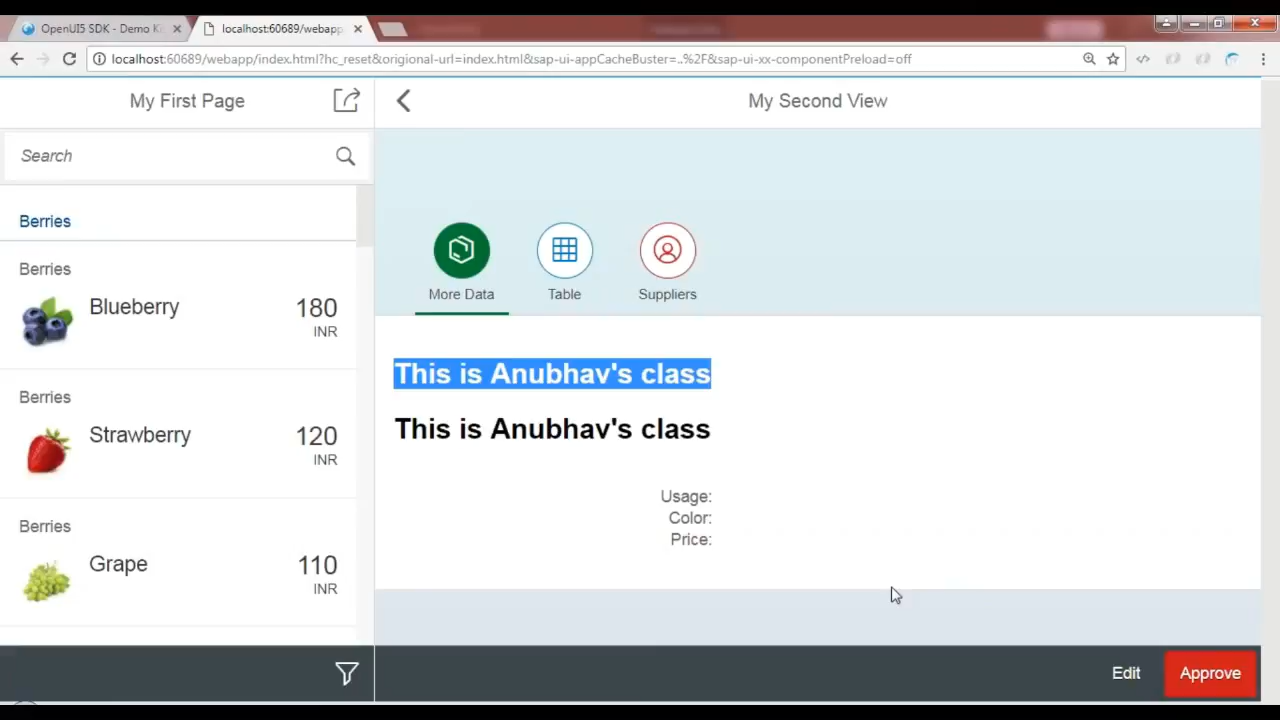 OpenUI5 SDK - Demo Ki
localhost:60689/webapp
localhost:60689/webapp/index.html?hc_reset&origional-url=index.html&sap-ui-appCacheBuster=..%2F&sap-ui-xx-componentPreload=off
My First Page
My Second View
Search
Berries
Berries
Blueberry
180
INR
Berries
Strawberry
120
INR
Berries
Grape
110
INR
More Data
Table
Suppliers
This is Anubhav's class
This is Anubhav's class
Usage:
Color:
Price:
Edit
Approve